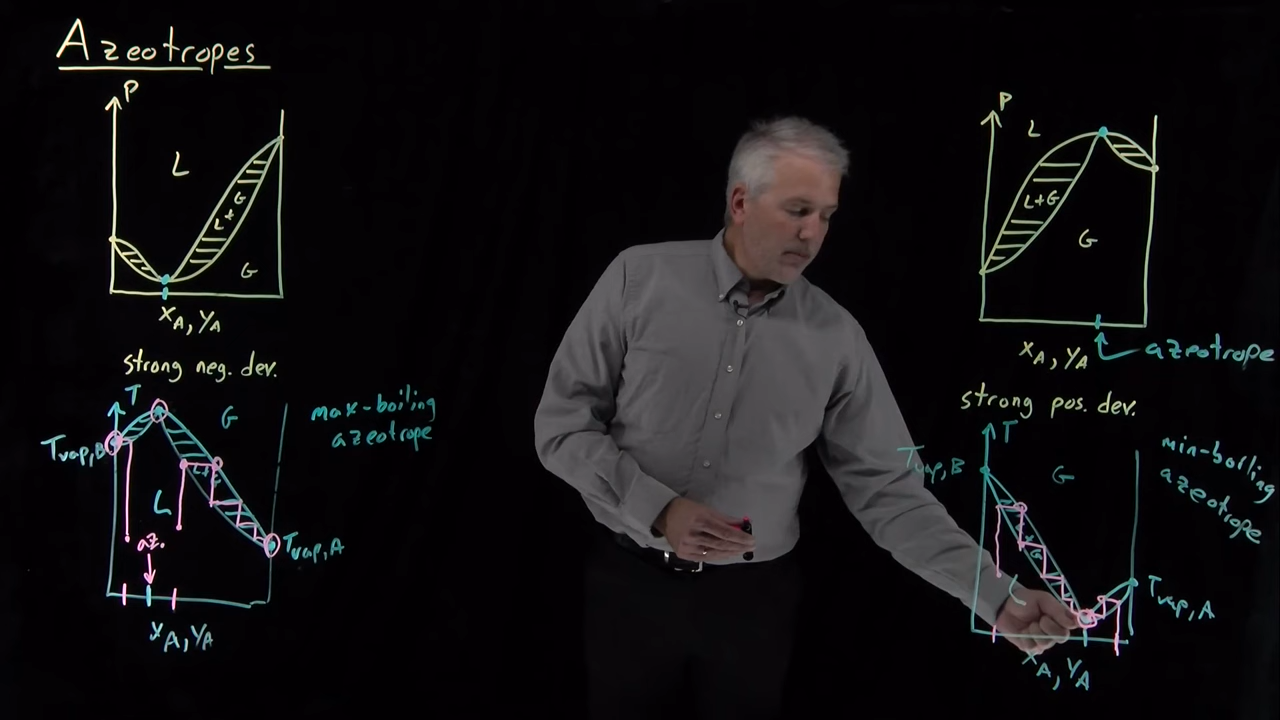 Azeotropes
P
L
L+G
G
xA, yA
strong neg. dev.
T
G
max-boiling
azeotrope
Tvap,B
L
az.
Tvap,A
xA, yA
P
L
L+G
G
xA, yA
azeotrope
strong pos. dev.
T
Tvap,B
G
min-boiling
azeotrope
L
Tvap,A
xA, yA